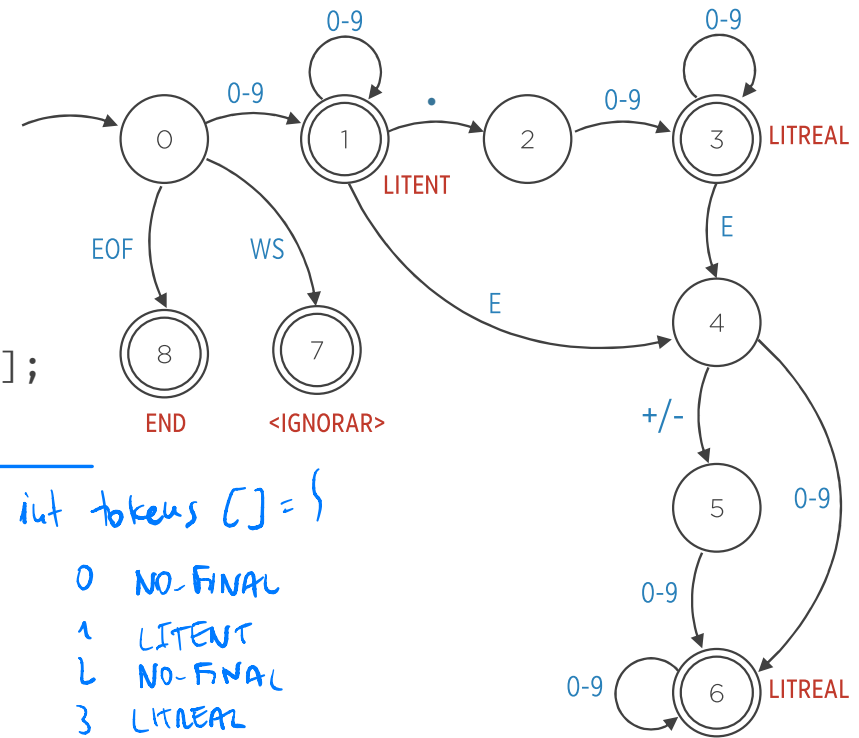 0-9
0-9
0-9
.
0-9
0
1
2
3
LITREAL
LITENT
EOF
WS
E
E
4
8
7
];
END
<IGNORAR>
+/-
int tokens [] = {
5
0-9
0 NO-FINAL
0-9
1 LITENT
2 NO-FINAL
3 LITREAL
0-9
6
LITREAL